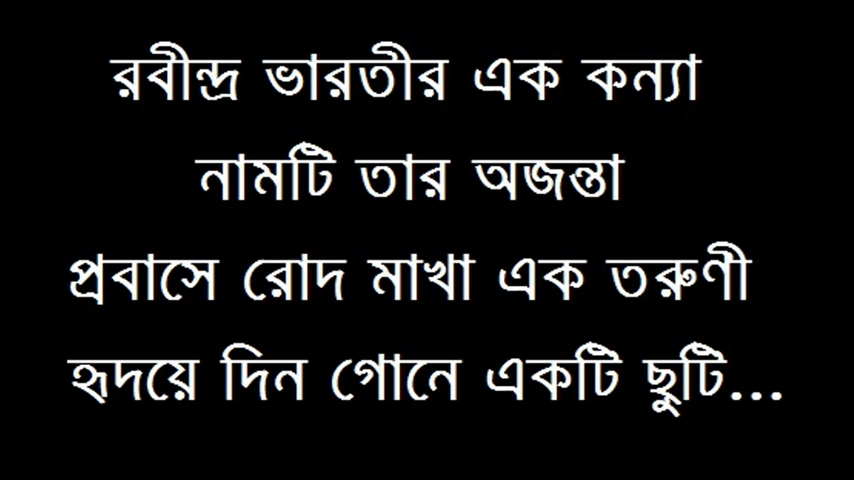 রবীন্দ্র ভারতীর এক কন্যা
নামটি তার অজন্তা
প্রবাসে রোদ মাখা এক তরুণী
হৃদয়ে দিন গোনে একটি ছুটি...